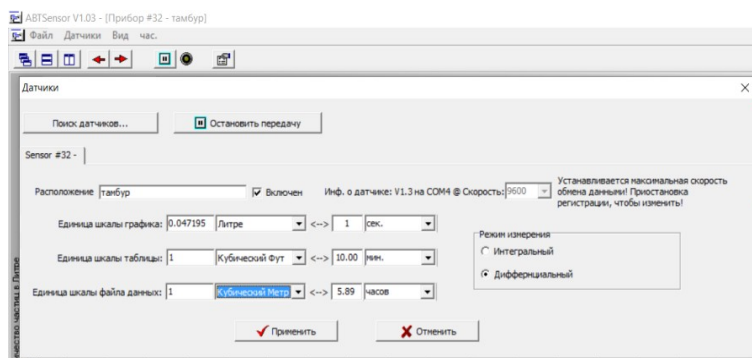 ABTSensor V1.03 - [Прибор #32 - тамбур]
Файл Датчики Вид час.
Датчики
Поиск датчиков... Остановить передачу
Sensor #32 -
Расположение тамбур Включен Инф. о датчике: V1.3 на COM4 @ Скорость: 9600 Устанавливается максимальная скорость
обмена данными! Приостановка
регистрации, чтобы изменить!
Единица шкалы графика: 0.047195 Литре <--> 1 сек.
Режим измерения
Интегральный
Единица шкалы таблицы: 1 Кубический Фут <--> 10.00 мин.
Дифференциальный
Единица шкалы файла данных: 1 Кубический Метр <--> 5.89 часов
Применить Отменить
чество частиц в Литре